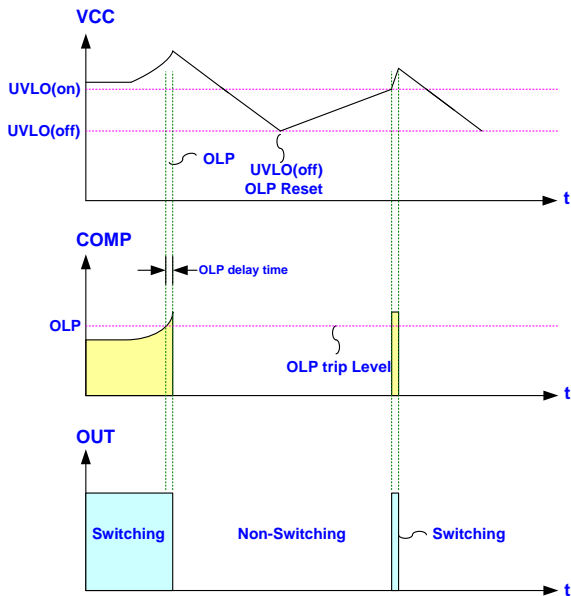 VCC
UVLO(on)
UVLO(off)
OLP
UVLO(off)
OLP Reset
t
COMP
OLP delay time
OLP
OLP trip Level
t
OUT
Switching
Non-Switching
Switching
t